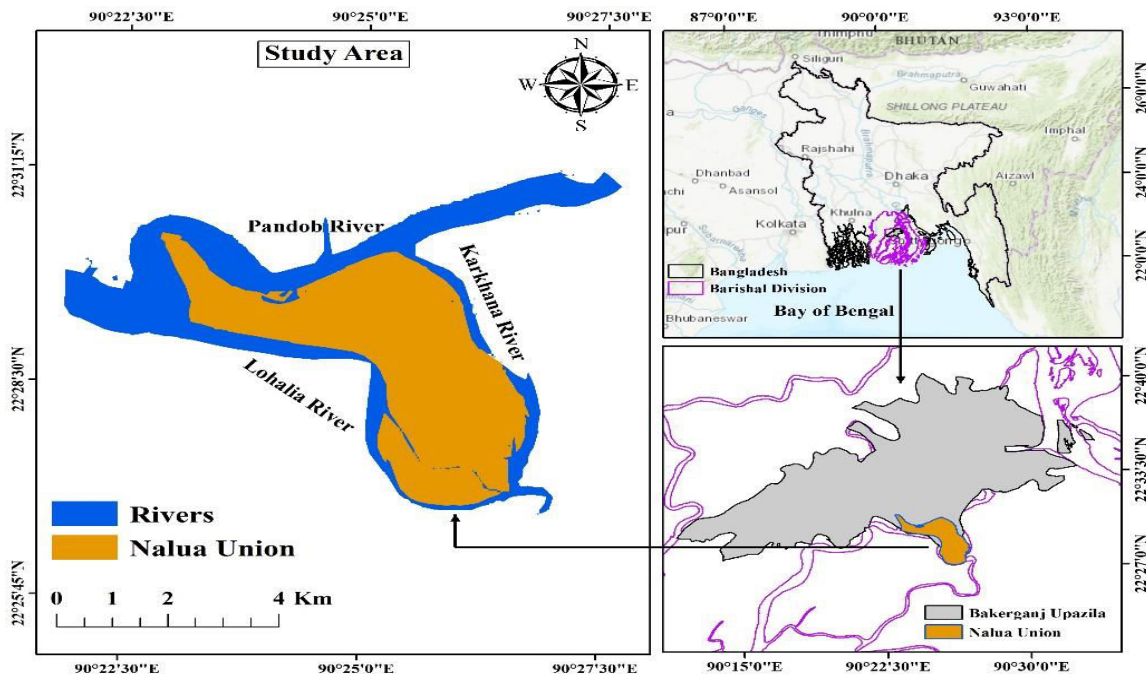 90°22'30"E 90°25'0"E 90°27'30"E
Study Area
N
W E
S
22°31'15"N
22°28'30"N
22°25'45"N
Pandob River
Karkhana River
Lohalia River
Rivers
Nalua Union
0 1 2 4 Km
90°22'30"E 90°25'0"E 90°27'30"E
87°0'0"E 90°0'0"E 93°0'0"E
BHUTAN
Siliguri
Brahmaputra
Guwahati
SHILLONG PLATEAU
Ganges
Imphal
Rajshahi
Brahmaputra
Dhanbad
Dhaka
Aizawl
Asansol
Khulna
Kolkata
Bangladesh
Barishal Division
Bay of Bengal
Bhubaneswar
26°0'0"N
24°0'0"N
22°0'0"N
22°40'0"N
22°33'30"N
22°27'0"N
Bakerganj Upazila
Nalua Union
90°15'0"E 90°22'30"E 90°30'0"E